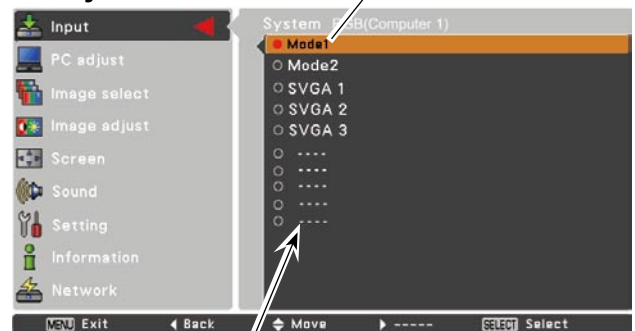 Input
PC adjust
Image select
Image adjust
Screen
Sound
Setting
Information
Network
System RGB(Computer 1)
Mode1
Mode2
SVGA 1
SVGA 2
SVGA 3
----
----
----
----
----
MENU Exit ◀ Back ◆ Move ▶ ----- SELECT Select